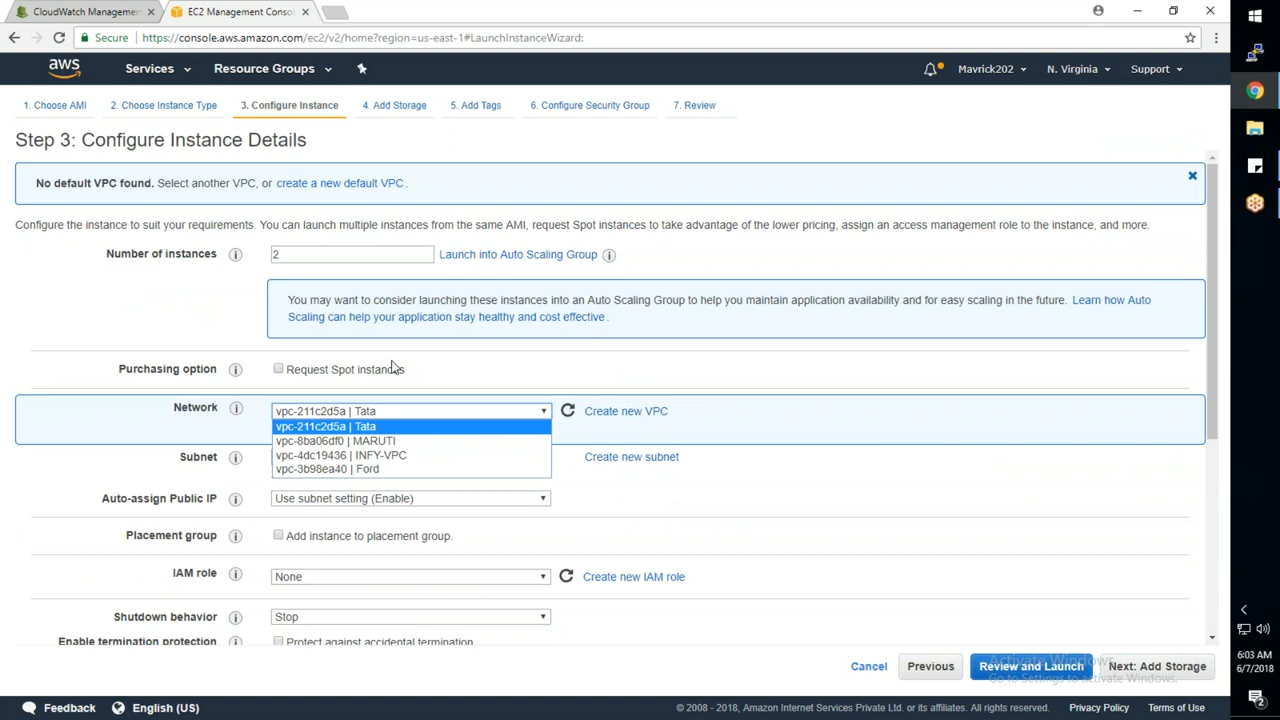 CloudWatch Managemen
EC2 Management Conso
Secure
https://console.aws.amazon.com/ec2/v2/home?region=us-east-1#LaunchInstanceWizard:
aws
Services
Resource Groups
Mavrick202
N. Virginia
Support
1. Choose AMI
2. Choose Instance Type
3. Configure Instance
4. Add Storage
5. Add Tags
6. Configure Security Group
7. Review
Step 3: Configure Instance Details
No default VPC found. Select another VPC, or create a new default VPC.
Configure the instance to suit your requirements. You can launch multiple instances from the same AMI, request Spot instances to take advantage of the lower pricing, assign an access management role to the instance, and more.
Number of instances
2
Launch into Auto Scaling Group
You may want to consider launching these instances into an Auto Scaling Group to help you maintain application availability and for easy scaling in the future. Learn how Auto
Scaling can help your application stay healthy and cost effective.
Purchasing option
Request Spot instances
Network
vpc-211c2d5a | Tata
Create new VPC
vpc-211c2d5a | Tata
vpc-8ba06df0 | MARUTI
vpc-4dc19436 | INFY-VPC
vpc-3b98ea40 | Ford
Subnet
Create new subnet
Auto-assign Public IP
Use subnet setting (Enable)
Placement group
Add instance to placement group.
IAM role
None
Create new IAM role
Shutdown behavior
Stop
Enable termination protection
Protect against accidental termination
Cancel
Previous
Review and Launch
Next: Add Storage
Activate Windows
Go to Settings to activate Windows.
Feedback
English (US)
© 2008 - 2018, Amazon Internet Services Private Ltd. or its affiliates. All rights reserved.
Privacy Policy
Terms of Use
6:03 AM
6/7/2018
2